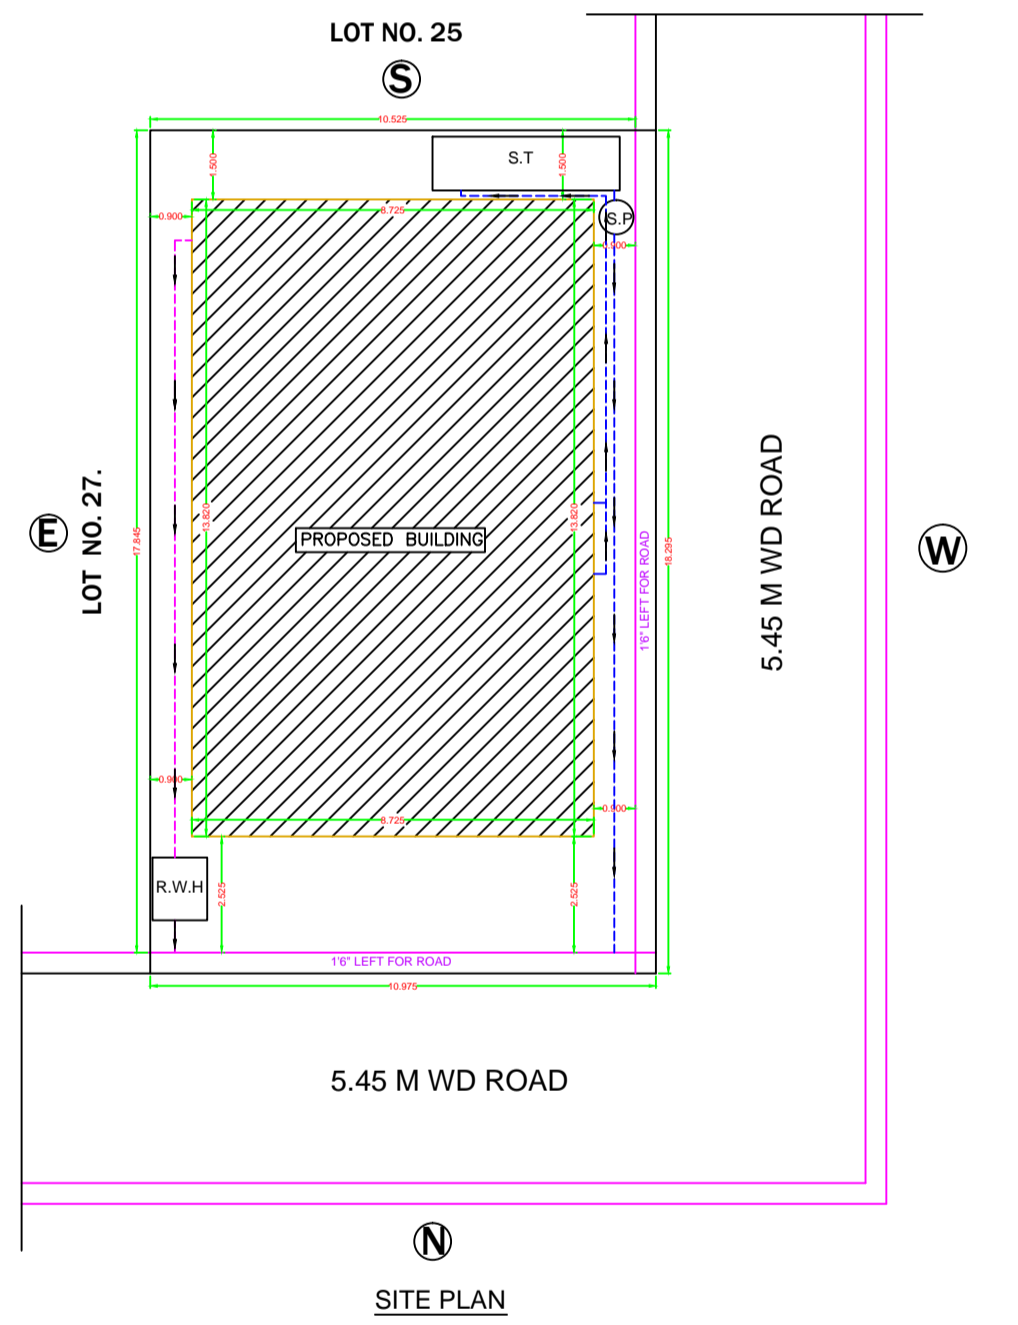 LOT NO. 25
S
10.525
S.T
1.500
1.500
8.725
0.900
S.P
0.900
LOT NO. 27.
E
17.845
13.820
13.820
PROPOSED BUILDING
1'6" LEFT FOR ROAD
18.295
5.45 M WD ROAD
W
0.900
0.900
8.725
R.W.H
2.525
2.525
1'6" LEFT FOR ROAD
10.975
5.45 M WD ROAD
N
SITE PLAN